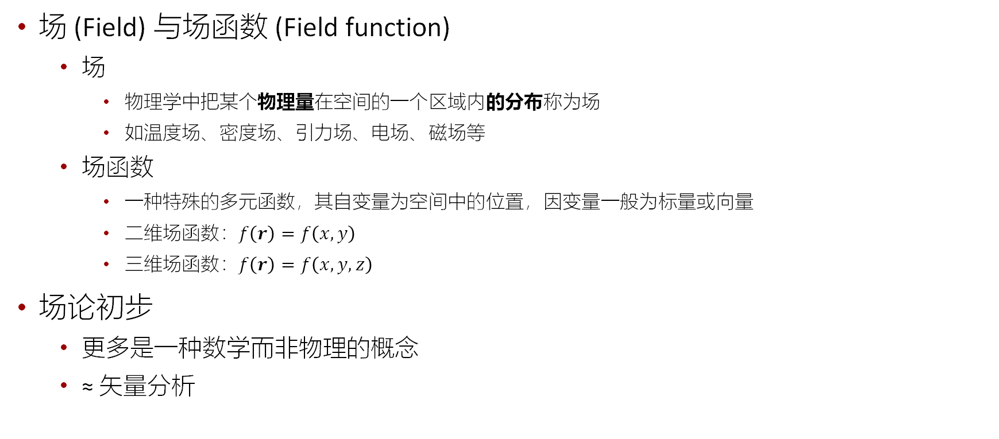 • 场 (Field) 与场函数 (Field function)
• 场
• 物理学中把某个物理量在空间的一个区域内的分布称为场
• 如温度场、密度场、引力场、电场、磁场等
• 场函数
• 一种特殊的多元函数，其自变量为空间中的位置，因变量一般为标量或向量
• 二维场函数：f(r) = f(x, y)
• 三维场函数：f(r) = f(x, y, z)
• 场论初步
• 更多是一种数学而非物理的概念
• ≈ 矢量分析